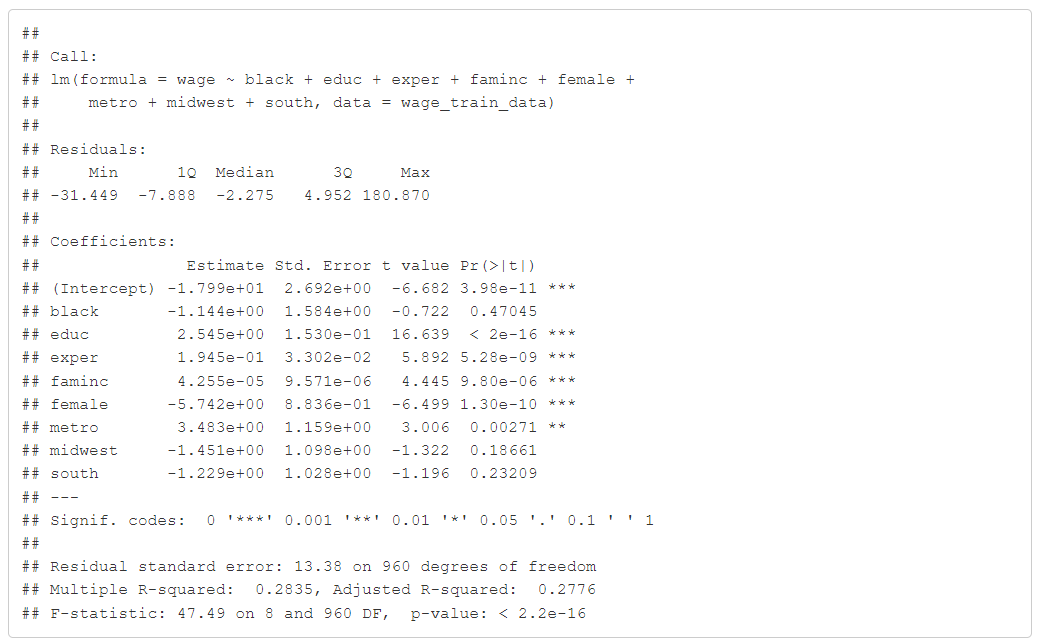 ##
## Call:
## lm(formula = wage ~ black + educ + exper + faminc + female +
##     metro + midwest + south, data = wage_train_data)
##
## Residuals:
##     Min      1Q  Median      3Q     Max
## -31.449  -7.888  -2.275   4.952 180.870
##
## Coefficients:
##               Estimate Std. Error t value Pr(>|t|)
## (Intercept) -1.799e+01  2.692e+00  -6.682 3.98e-11 ***
## black       -1.144e+00  1.584e+00  -0.722  0.47045
## educ         2.545e+00  1.530e-01  16.639  < 2e-16 ***
## exper        1.945e-01  3.302e-02   5.892 5.28e-09 ***
## faminc       4.255e-05  9.571e-06   4.445 9.80e-06 ***
## female      -5.742e+00  8.836e-01  -6.499 1.30e-10 ***
## metro        3.483e+00  1.159e+00   3.006  0.00271 **
## midwest     -1.451e+00  1.098e+00  -1.322  0.18661
## south       -1.229e+00  1.028e+00  -1.196  0.23209
## ---
## Signif. codes:  0 '***' 0.001 '**' 0.01 '*' 0.05 '.' 0.1 ' ' 1
##
## Residual standard error: 13.38 on 960 degrees of freedom
## Multiple R-squared:  0.2835, Adjusted R-squared:  0.2776
## F-statistic: 47.49 on 8 and 960 DF,  p-value: < 2.2e-16